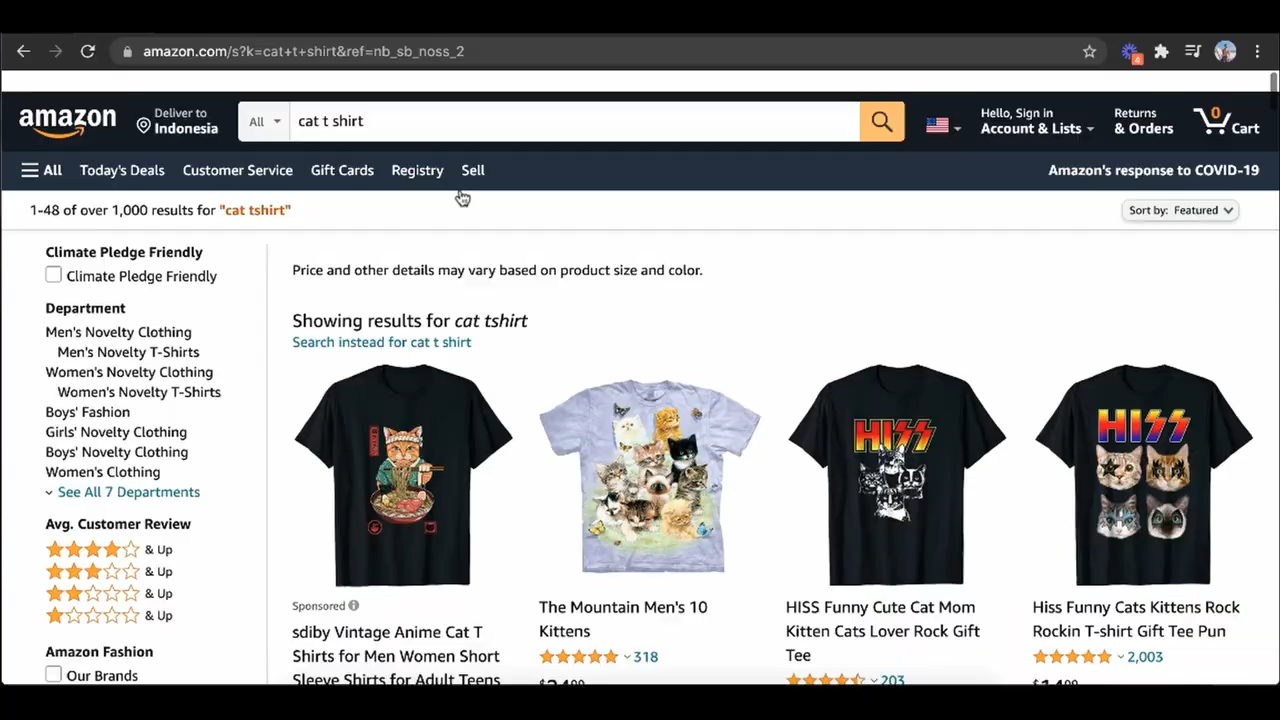 amazon.com/s?k=cat+t+shirt&ref=nb_sb_noss_2
4
amazon
Deliver to
Indonesia
All
cat t shirt
Hello, Sign in
Account & Lists
Returns
& Orders
0
Cart
All
Today's Deals
Customer Service
Gift Cards
Registry
Sell
Amazon's response to COVID-19
1-48 of over 1,000 results for "cat tshirt"
Sort by: Featured
Climate Pledge Friendly
Climate Pledge Friendly
Department
Men's Novelty Clothing
Men's Novelty T-Shirts
Women's Novelty Clothing
Women's Novelty T-Shirts
Boys' Fashion
Girls' Novelty Clothing
Boys' Novelty Clothing
Women's Clothing
See All 7 Departments
Avg. Customer Review
& Up
& Up
& Up
& Up
Amazon Fashion
Our Brands
Price and other details may vary based on product size and color.
Showing results for cat tshirt
Search instead for cat t shirt
Sponsored
sdiby Vintage Anime Cat T
Shirts for Men Women Short
Sleeve Shirts for Adult Teens
The Mountain Men's 10
Kittens
318
HISS
HISS Funny Cute Cat Mom
Kitten Cats Lover Rock Gift
Tee
203
HISS
Hiss Funny Cats Kittens Rock
Rockin T-shirt Gift Tee Pun
2,003